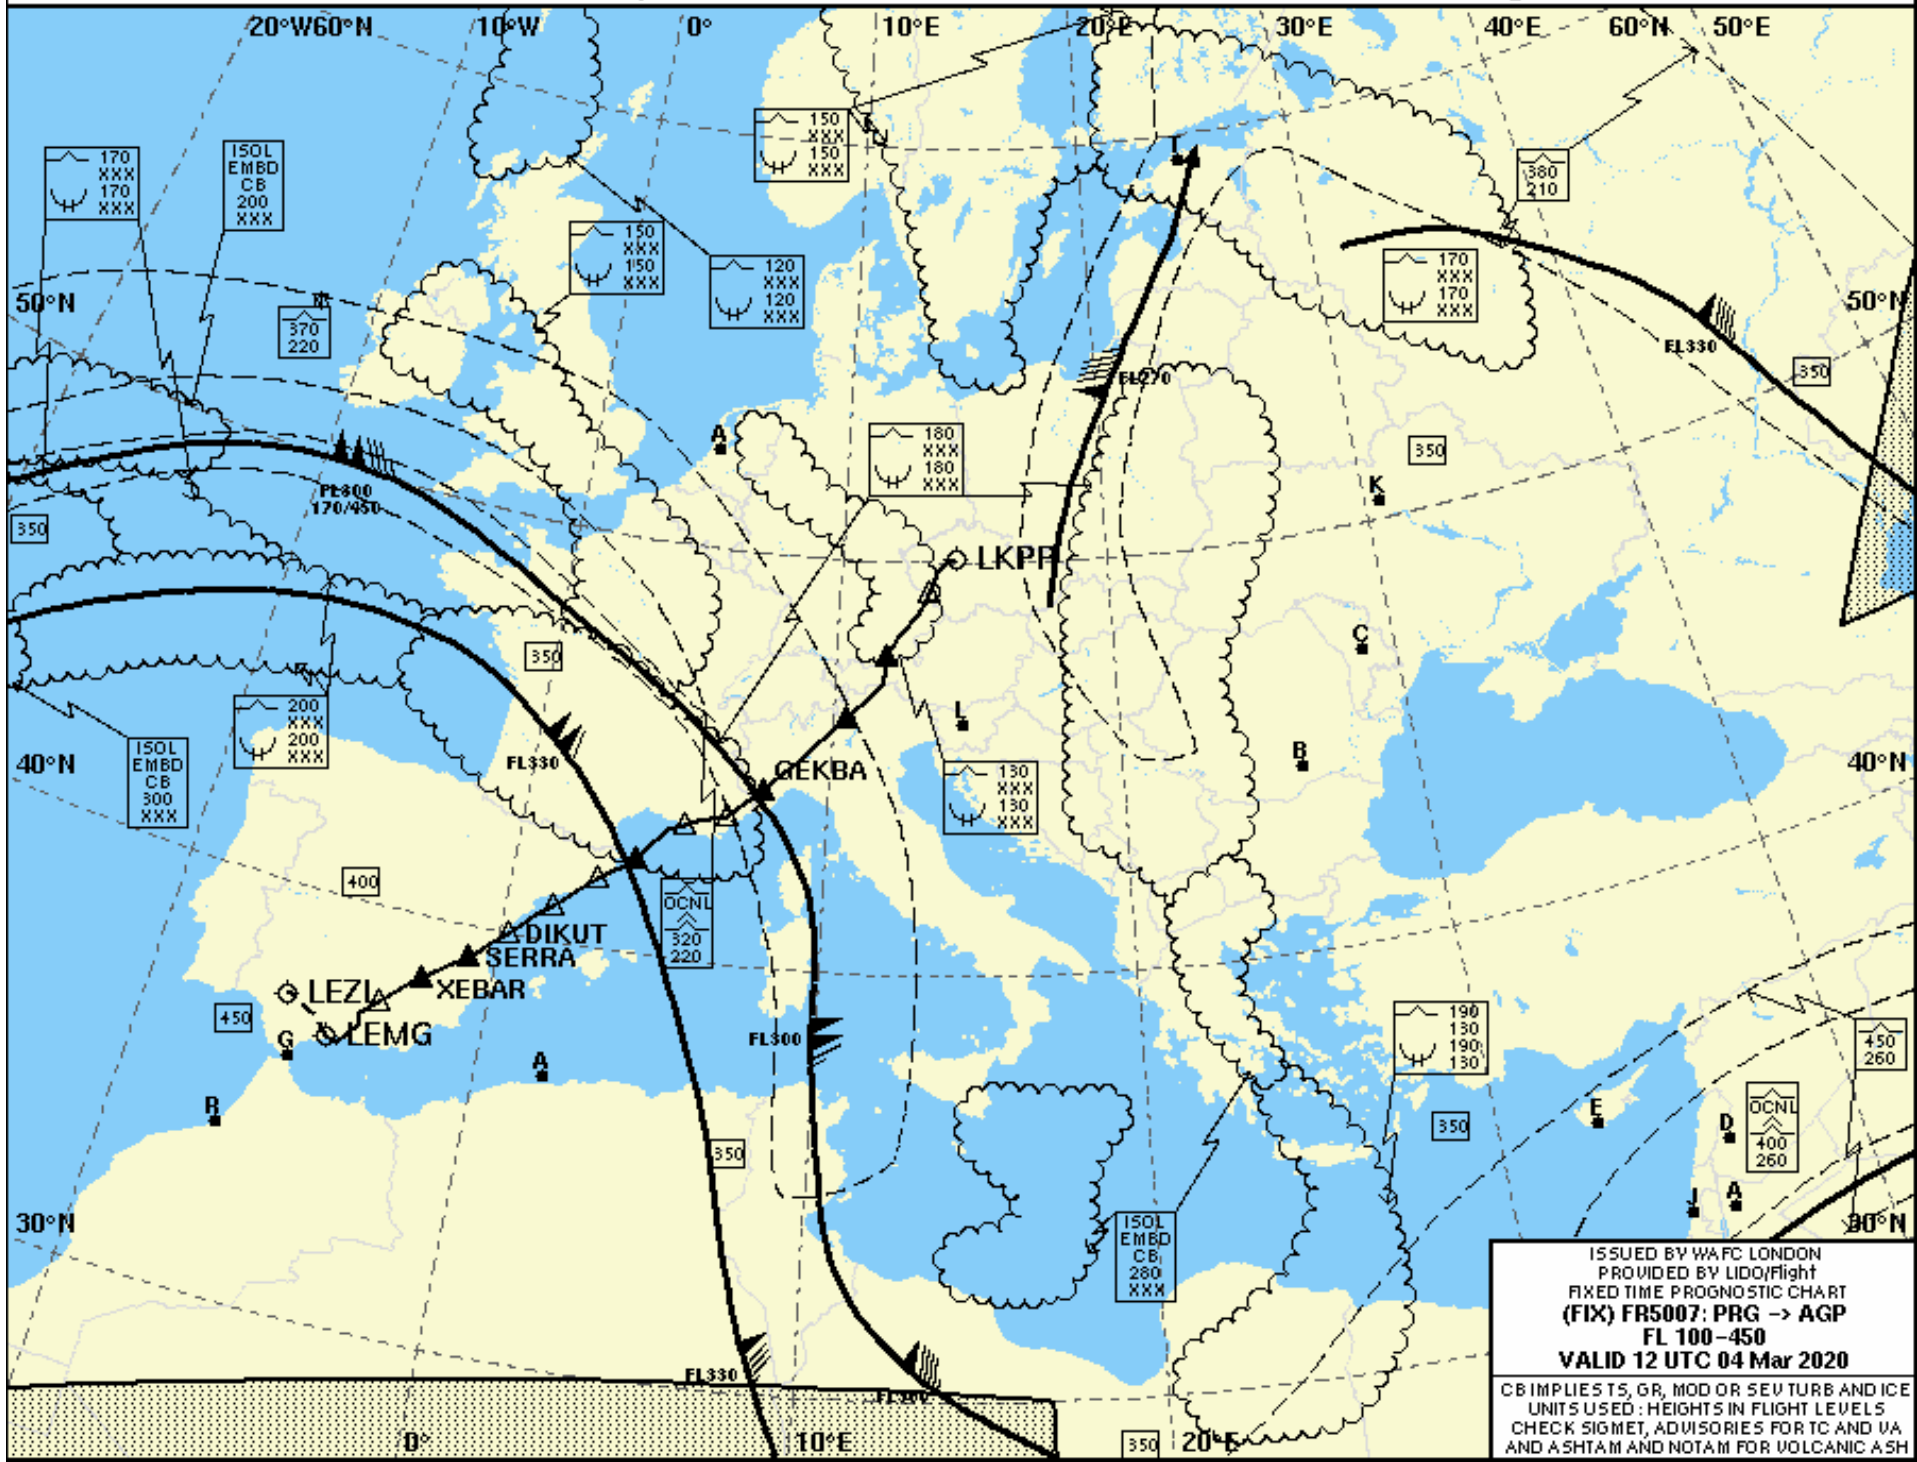 20°W60°N 10°W 0° 10°E 20°E 30°E 40°E 60°N 50°E
150
XXX
150
XXX
170
XXX
170
XXX
ISOL
EMBD
CB
200
XXX
380
210
150
XXX
150
XXX
120
XXX
120
XXX
170
XXX
170
XXX
50°N
50°N
370
220
FL330
350
FL270
A
180
XXX
180
XXX
350
K
FL300
170/450
350
LKPR
C
350
L
B
200
XXX
200
XXX
ISOL
EMBD
CB
300
XXX
40°N
FL330
GEKBA
40°N
130
XXX
130
XXX
400
OCNL
320
220
DIKUT
SERRA
XEBAR
LEZL
LEMG
450
G
A
R
FL300
190
130
190
130
450
260
E
D
OCNL
400
260
350
350
J
A
30°N
30°N
ISOL
EMBD
CB
280
XXX
FL330
FL300
0°
10°E
350
20°E
ISSUED BY WAFC LONDON
PROVIDED BY LIDO/Flight
FIXED TIME PROGNOSTIC CHART
(FIX) FR5007: PRG -> AGP
FL 100-450
VALID 12 UTC 04 Mar 2020
CB IMPLIES TS, GR, MOD OR SEV TURB AND ICE
UNITS USED: HEIGHTS IN FLIGHT LEVELS
CHECK SIGMET, ADVISORIES FOR TC AND VA
AND ASHTAM AND NOTAM FOR VOLCANIC ASH